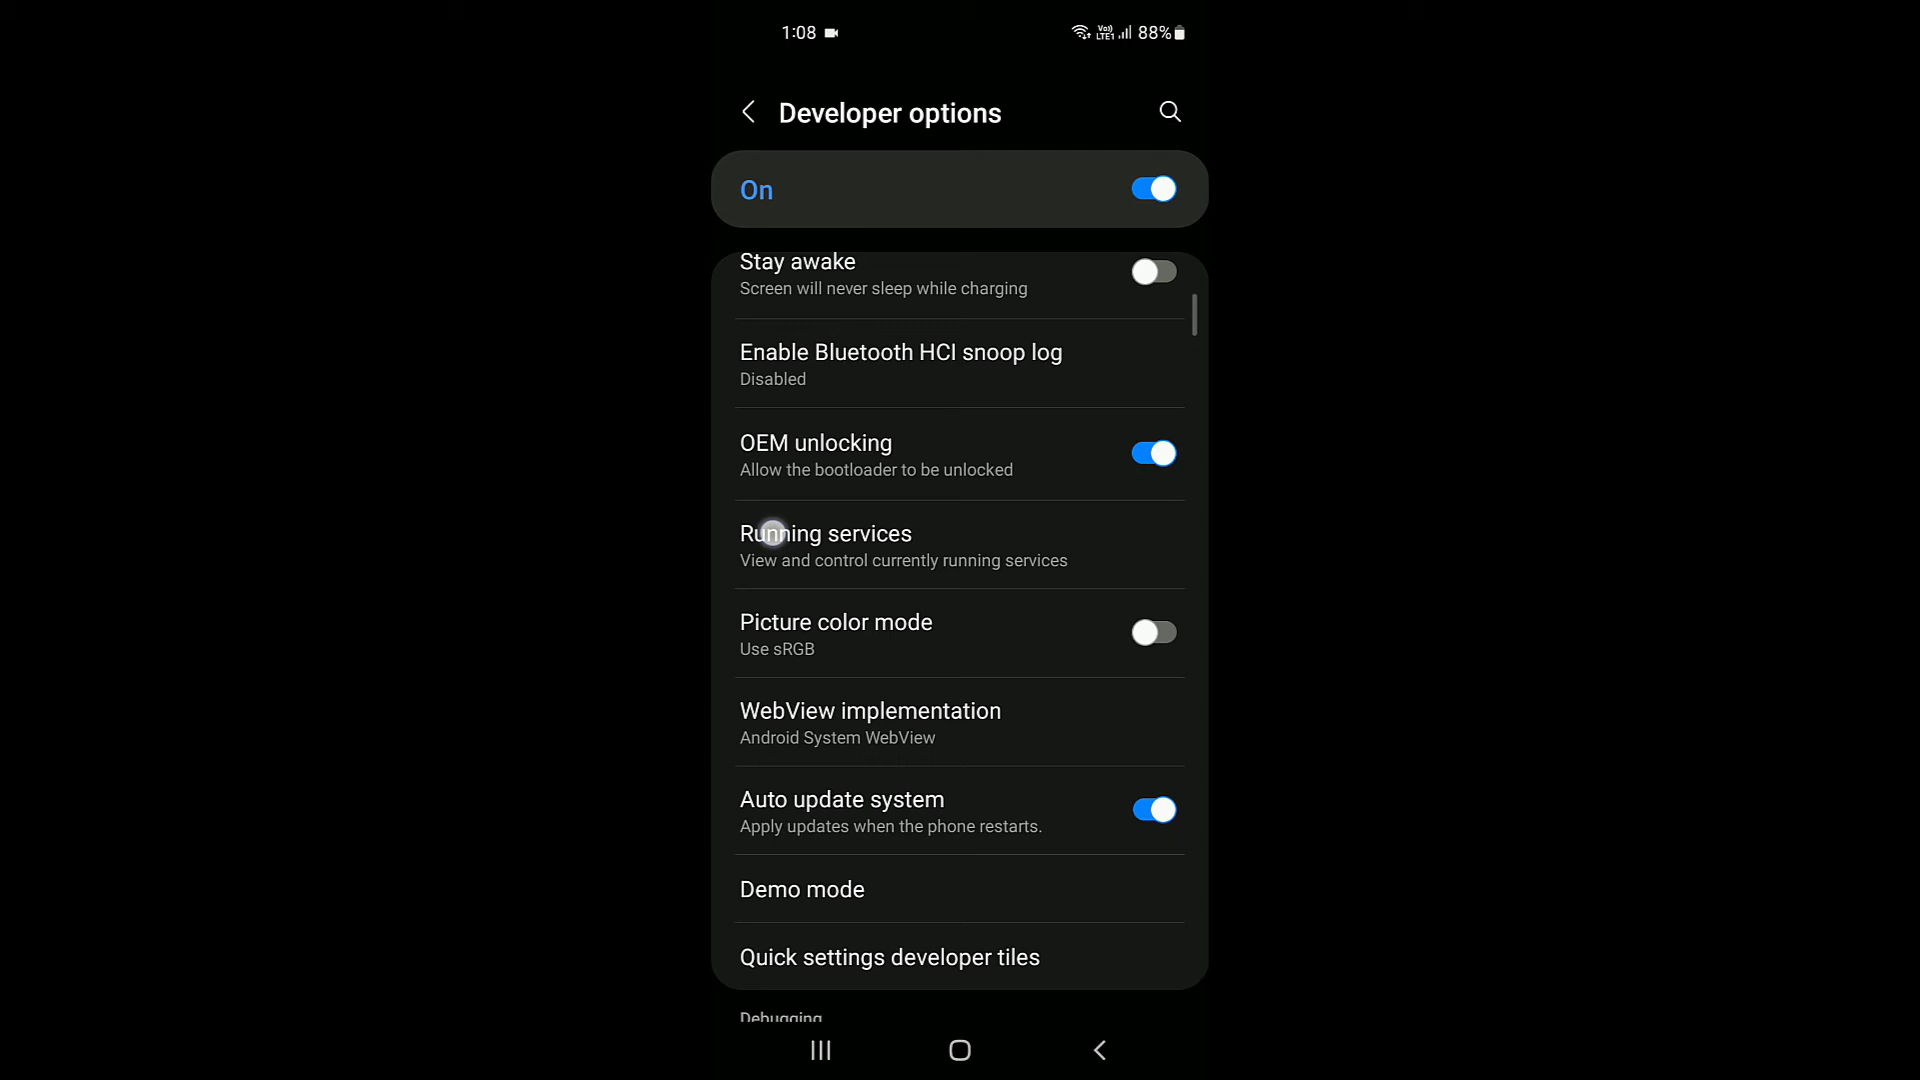 1:08
Vo)) LTE1 88%
Developer options
On
Stay awake
Screen will never sleep while charging
Enable Bluetooth HCI snoop log
Disabled
OEM unlocking
Allow the bootloader to be unlocked
Running services
View and control currently running services
Picture color mode
Use sRGB
WebView implementation
Android System WebView
Auto update system
Apply updates when the phone restarts.
Demo mode
Quick settings developer tiles
Debugging